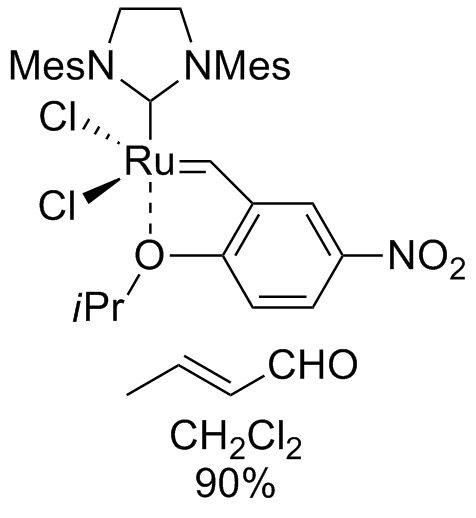 MesN NMes
Cl
Ru
Cl
O NO₂
iPr
CHO
CH₂Cl₂
90%